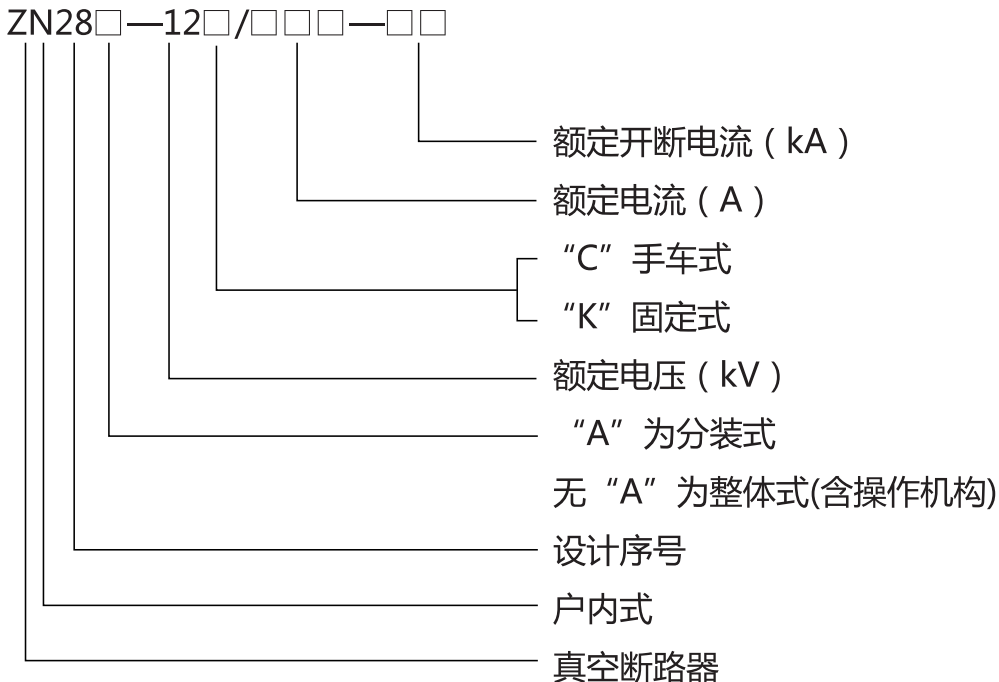 ZN28□—12□/□□□—□□
额定开断电流（kA）
额定电流（A）
“C”手车式
“K”固定式
额定电压（kV）
“A”为分装式
无“A”为整体式(含操作机构)
设计序号
户内式
真空断路器